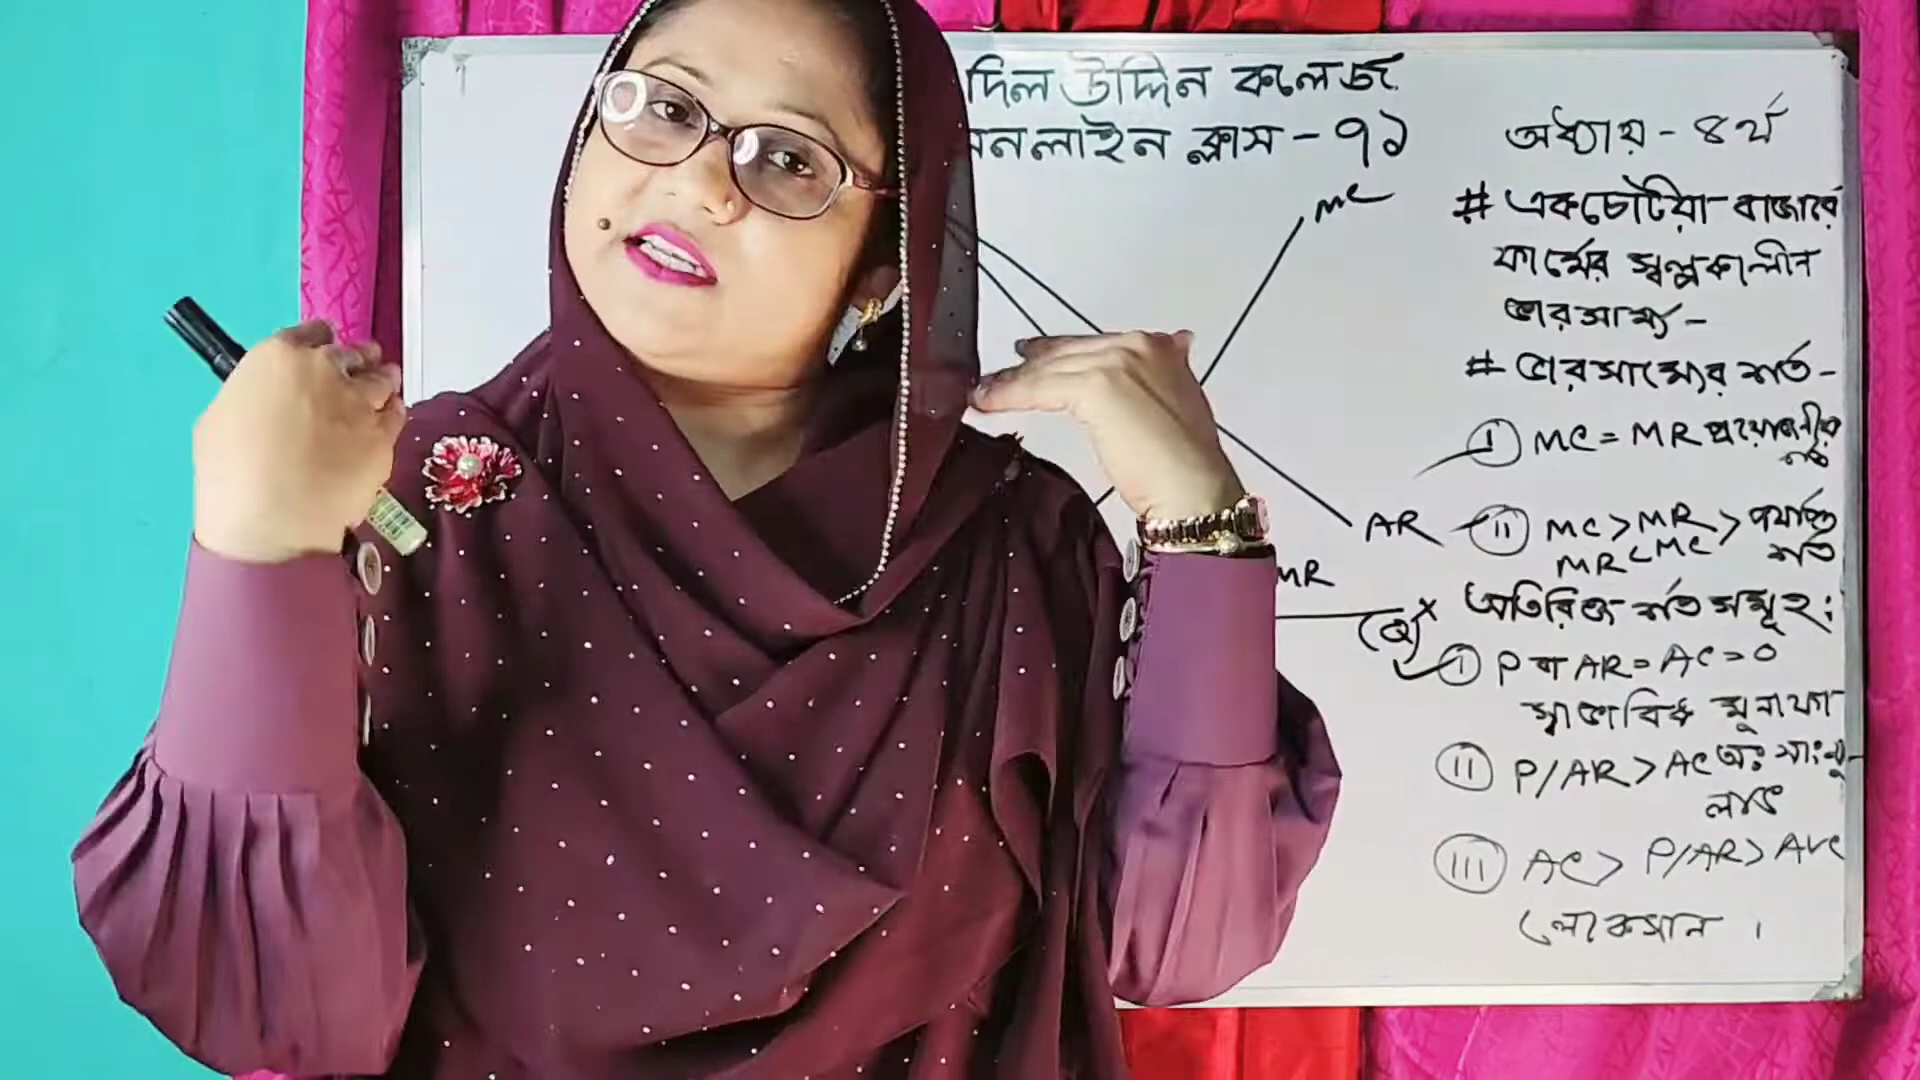 দিল উদ্দিন কলেজ
নলাইন ক্লাস - ৭১
অধ্যায় - ৪র্থ
# একচেটিয়া বাজারে
ফার্মের স্বল্পকালীন
ভারসাম্য -
# ভারসাম্যের শর্ত -
(I) MC = MR প্রয়োজনীয়
শর্ত
(II) MC > MR > পর্যাপ্ত
MR < MC শর্ত
অতিরিক্ত শর্ত সমূহ:
(I) P বা AR = AC = 0
স্বাভাবিক মুনাফা
(II) P/AR > AC
লাভ
(III) AC > P/AR > AVC
লোকসান ।
MC
AR
MR
X
(Q)